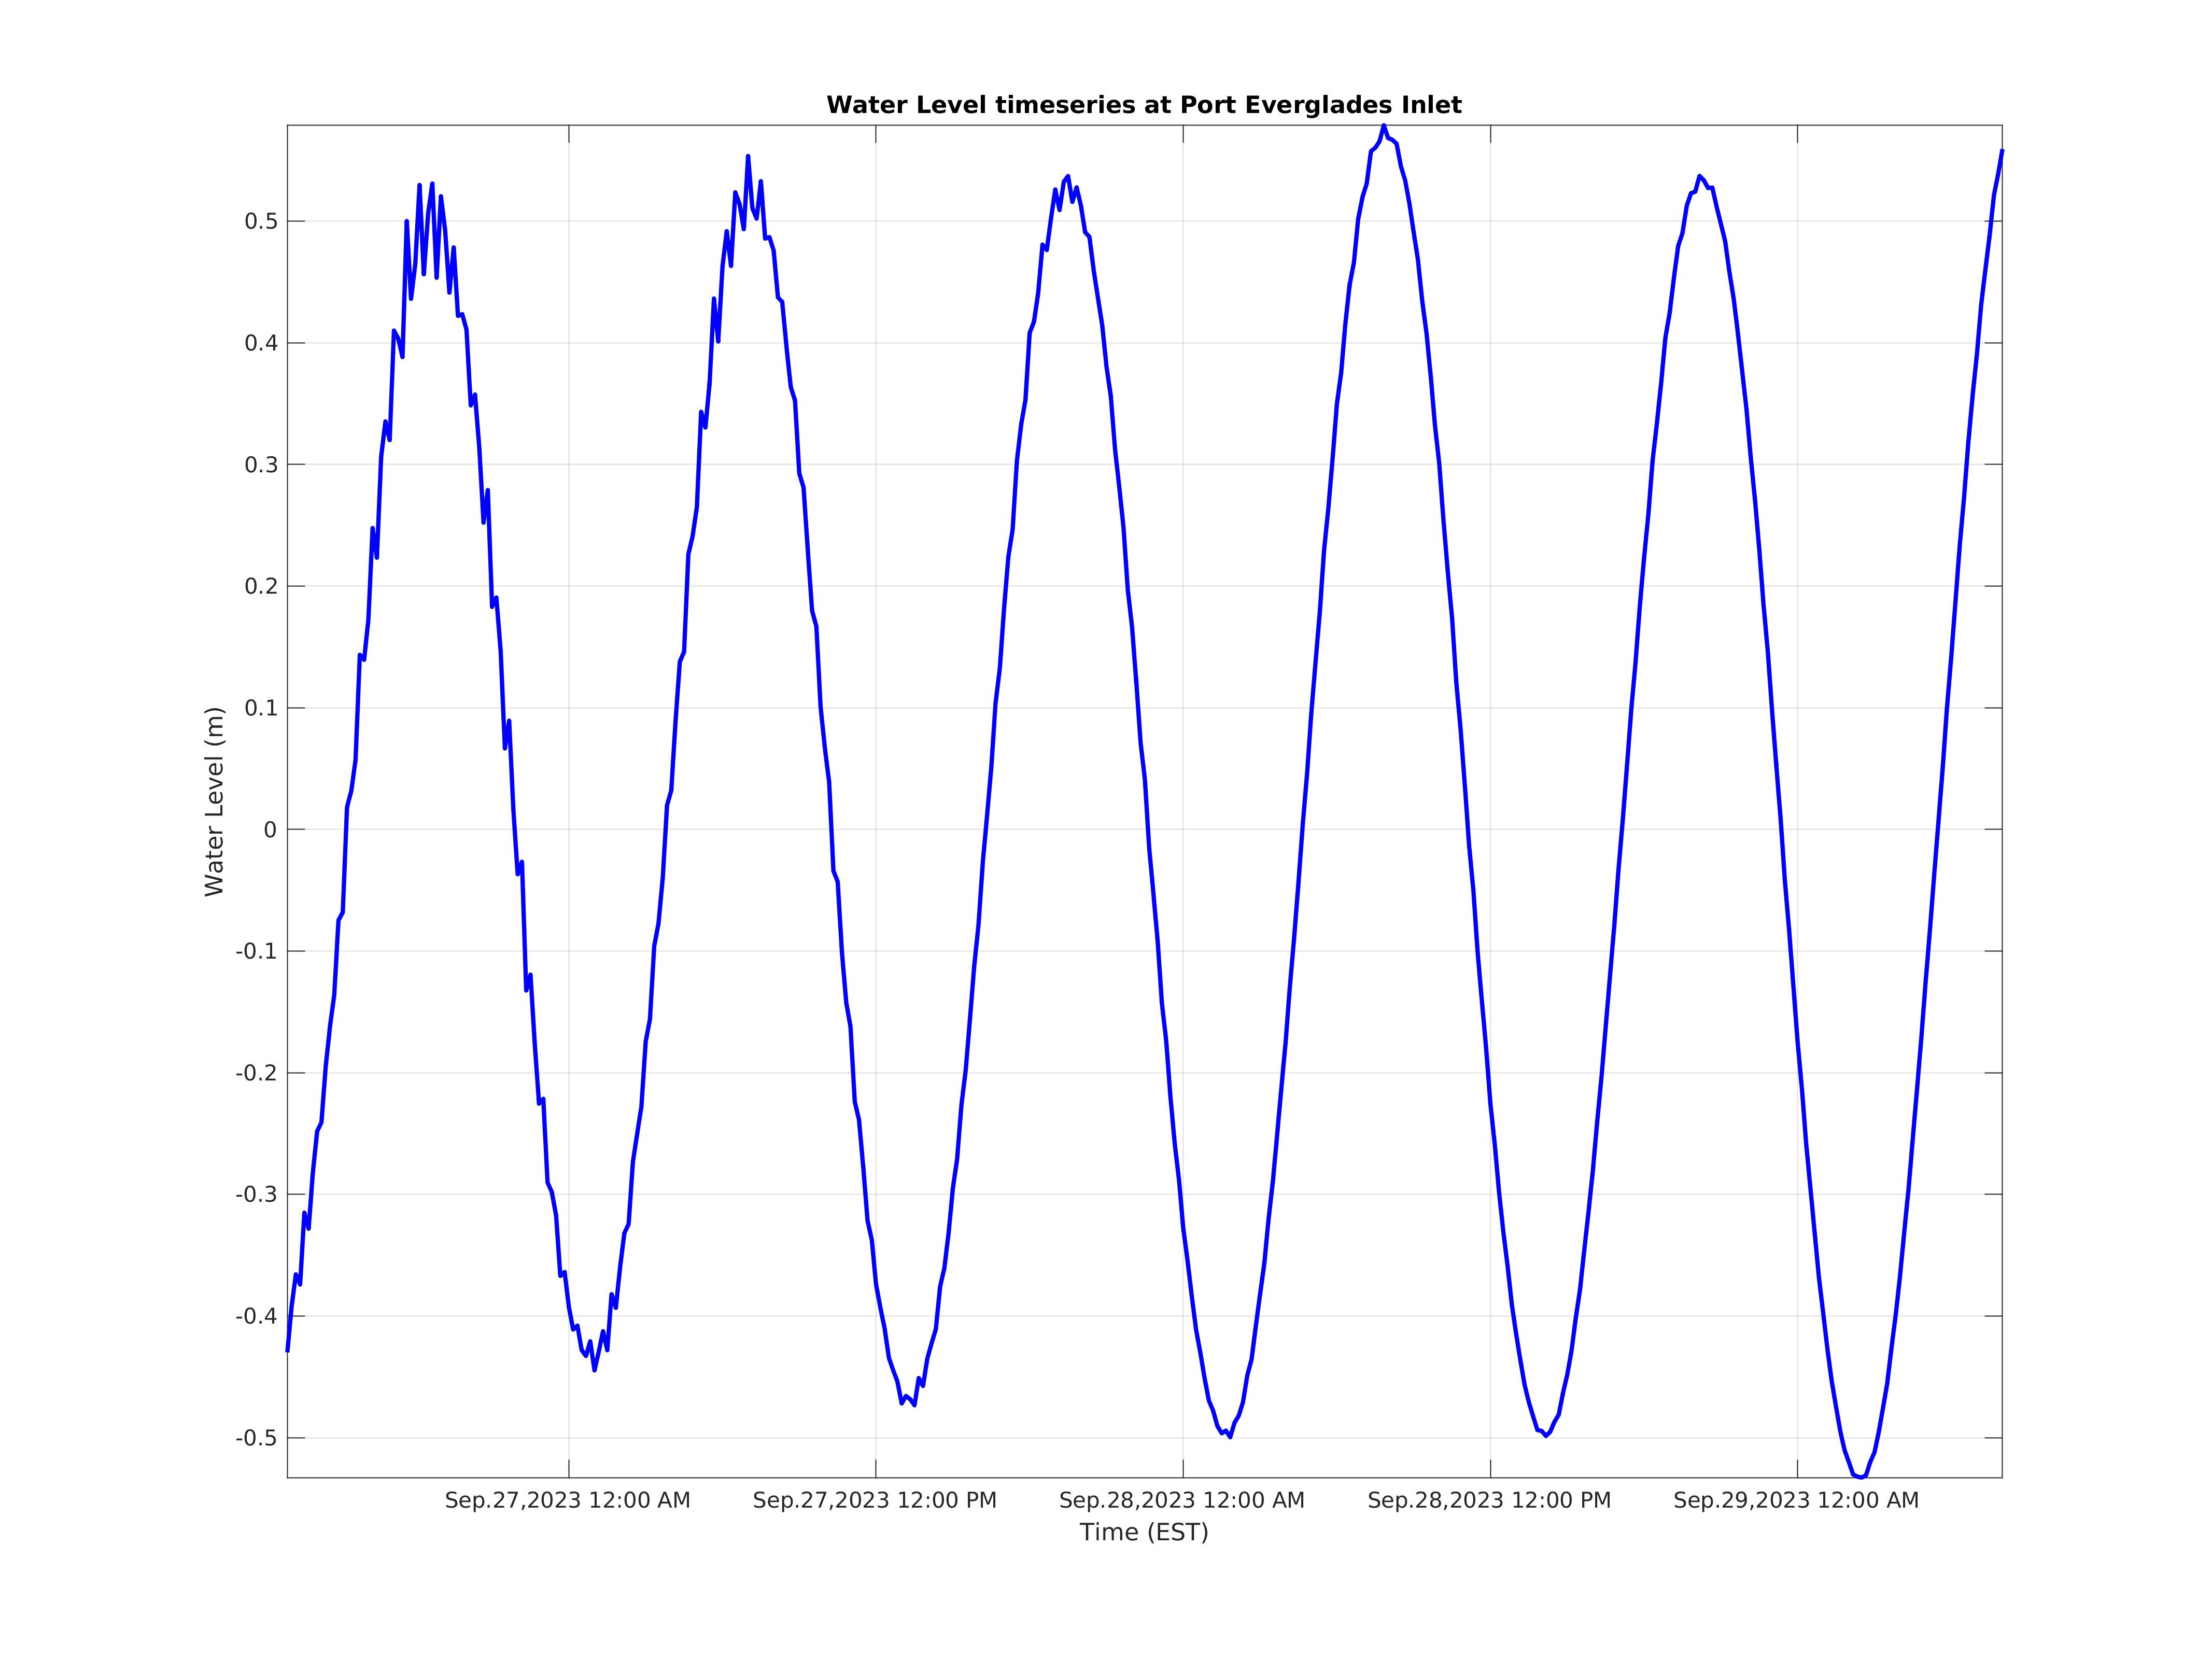 Water Level timeseries at Port Everglades Inlet
0.5
0.4
0.3
0.2
0.1
0
-0.1
-0.2
-0.3
-0.4
-0.5
Water Level (m)
Sep.27,2023 12:00 AM
Sep.27,2023 12:00 PM
Sep.28,2023 12:00 AM
Sep.28,2023 12:00 PM
Sep.29,2023 12:00 AM
Time (EST)